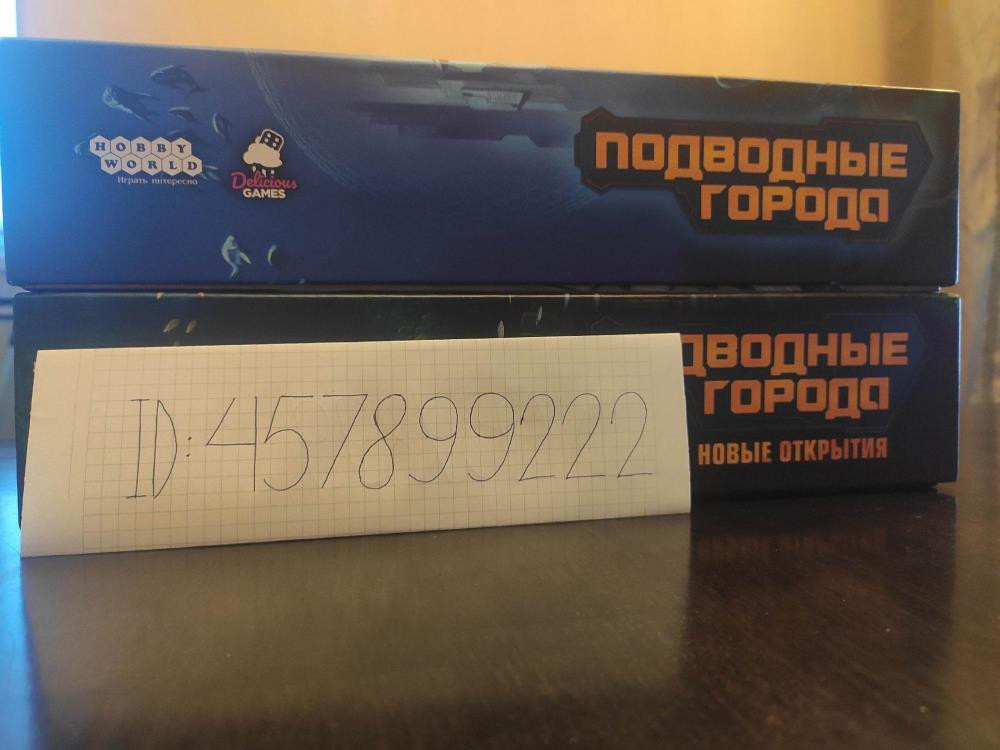 HOBBY
WORLD
Играть интересно
Delicious
GAMES
ПОДВОДНЫЕ
ГОРОДА
ДВОДНЫЕ
ГОРОДА
НОВЫЕ ОТКРЫТИЯ
ID: 457899222